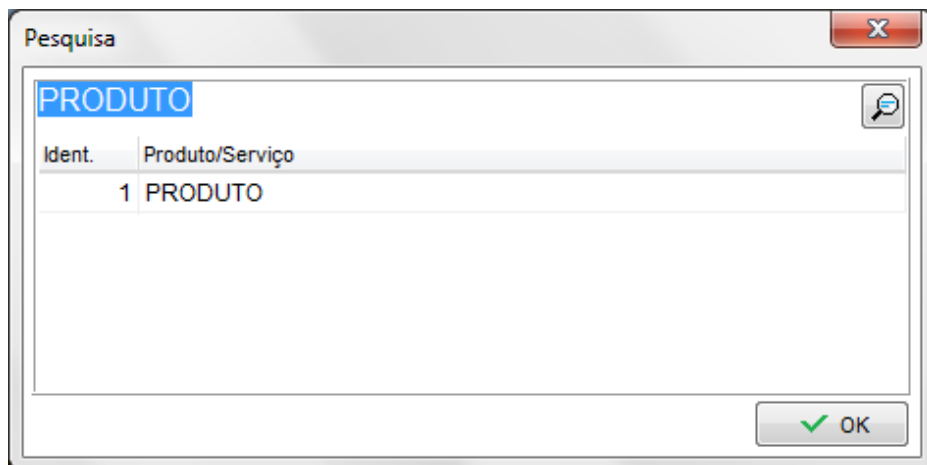 Pesquisa
PRODUTO
Ident. Produto/Serviço
1 PRODUTO
OK